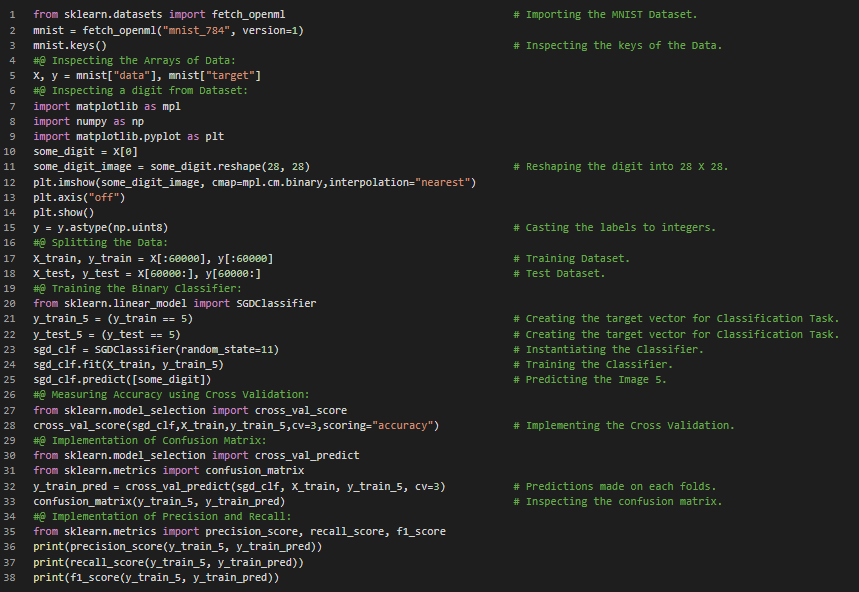 1 from sklearn.datasets import fetch_openml # Importing the MNIST Dataset.
2 mnist = fetch_openml("mnist_784", version=1)
3 mnist.keys() # Inspecting the keys of the Data.
4 #@ Inspecting the Arrays of Data:
5 X, y = mnist["data"], mnist["target"]
6 #@ Inspecting a digit from Dataset:
7 import matplotlib as mpl
8 import numpy as np
9 import matplotlib.pyplot as plt
10 some_digit = X[0]
11 some_digit_image = some_digit.reshape(28, 28) # Reshaping the digit into 28 X 28.
12 plt.imshow(some_digit_image, cmap=mpl.cm.binary,interpolation="nearest")
13 plt.axis("off")
14 plt.show()
15 y = y.astype(np.uint8) # Casting the labels to integers.
16 #@ Splitting the Data:
17 X_train, y_train = X[:60000], y[:60000] # Training Dataset.
18 X_test, y_test = X[60000:], y[60000:] # Test Dataset.
19 #@ Training the Binary Classifier:
20 from sklearn.linear_model import SGDClassifier
21 y_train_5 = (y_train == 5) # Creating the target vector for Classification Task.
22 y_test_5 = (y_test == 5) # Creating the target vector for Classification Task.
23 sgd_clf = SGDClassifier(random_state=11) # Instantiating the Classifier.
24 sgd_clf.fit(X_train, y_train_5) # Training the Classifier.
25 sgd_clf.predict([some_digit]) # Predicting the Image 5.
26 #@ Measuring Accuracy using Cross Validation:
27 from sklearn.model_selection import cross_val_score
28 cross_val_score(sgd_clf,X_train,y_train_5,cv=3,scoring="accuracy") # Implementing the Cross Validation.
29 #@ Implementation of Confusion Matrix:
30 from sklearn.model_selection import cross_val_predict
31 from sklearn.metrics import confusion_matrix
32 y_train_pred = cross_val_predict(sgd_clf, X_train, y_train_5, cv=3) # Predictions made on each folds.
33 confusion_matrix(y_train_5, y_train_pred) # Inspecting the confusion matrix.
34 #@ Implementation of Precision and Recall:
35 from sklearn.metrics import precision_score, recall_score, f1_score
36 print(precision_score(y_train_5, y_train_pred))
37 print(recall_score(y_train_5, y_train_pred))
38 print(f1_score(y_train_5, y_train_pred))